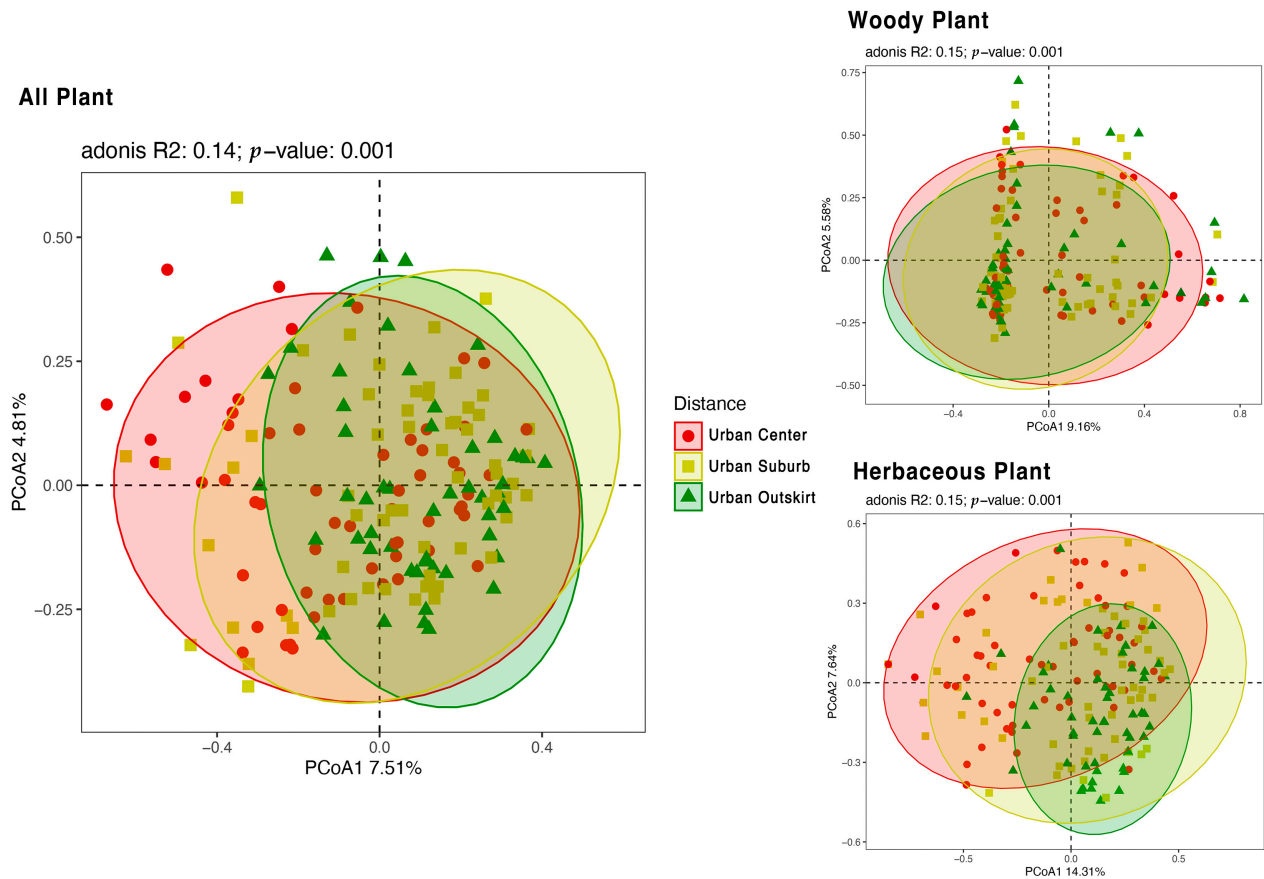 All Plant
adonis R2: 0.14; p−value: 0.001
0.50
0.25
0.00
−0.25
−0.4
0.0
0.4
PCoA1 7.51%
PCoA2 4.81%
Distance
Urban Center
Urban Suburb
Urban Outskirt
Woody Plant
adonis R2: 0.15; p−value: 0.001
0.75
0.50
0.25
0.00
−0.25
−0.50
−0.4
0.0
0.4
0.8
PCoA1 9.16%
PCoA2 5.58%
Herbaceous Plant
adonis R2: 0.15; p−value: 0.001
0.6
0.3
0.0
−0.3
−0.6
−0.5
0.0
0.5
PCoA1 14.31%
PCoA2 7.64%